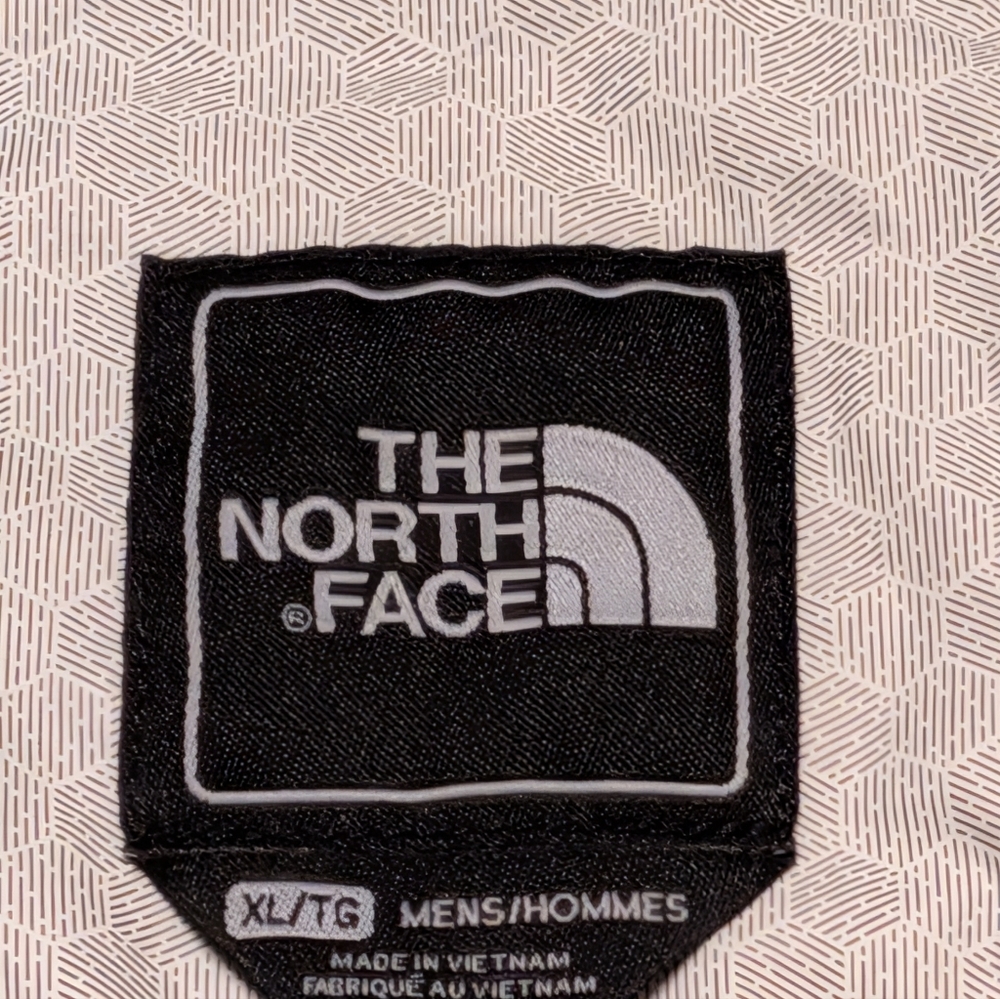 THE
NORTH
®FACE
XL/TG MENS/HOMMES
MADE IN VIETNAM
FABRIQUÉ AU VIETNAM